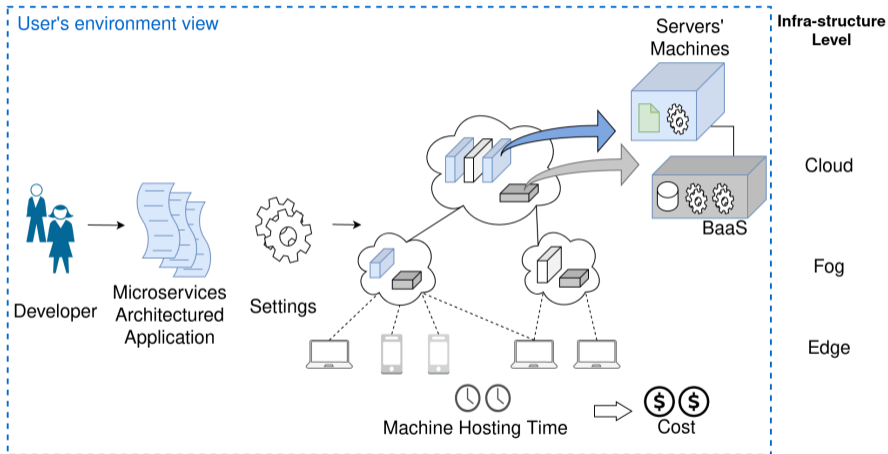 User's environment view
Servers'
Machines
Infra-structure
Level
Cloud
BaaS
Fog
Developer
Microservices
Architectured
Application
Settings
Edge
Machine Hosting Time
$ $
Cost